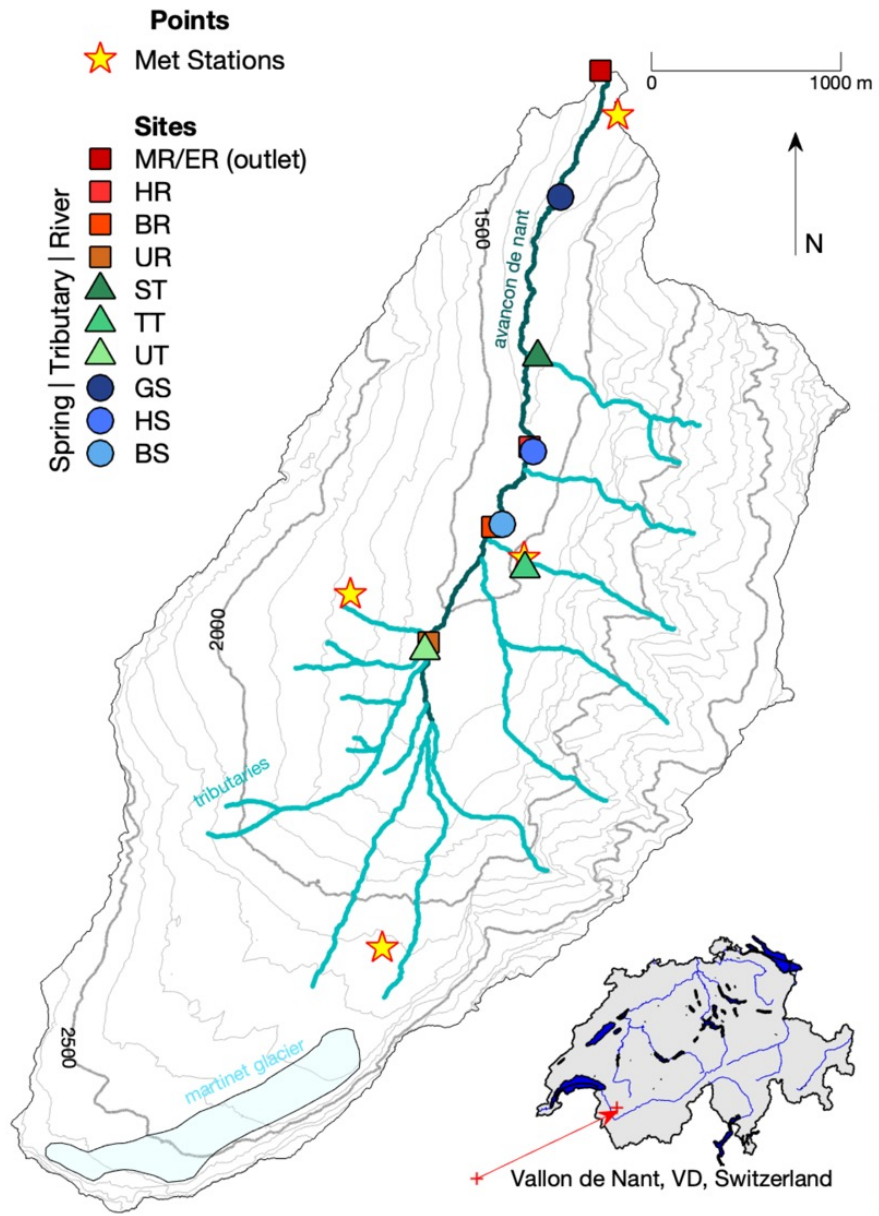 Points
Met Stations
0 1000 m
Sites
MR/ER (outlet)
HR
BR
UR
ST
TT
UT
GS
HS
BS
Spring | Tributary | River
N
1500
avancon de nant
2000
tributaries
2500
martinet glacier
Vallon de Nant, VD, Switzerland